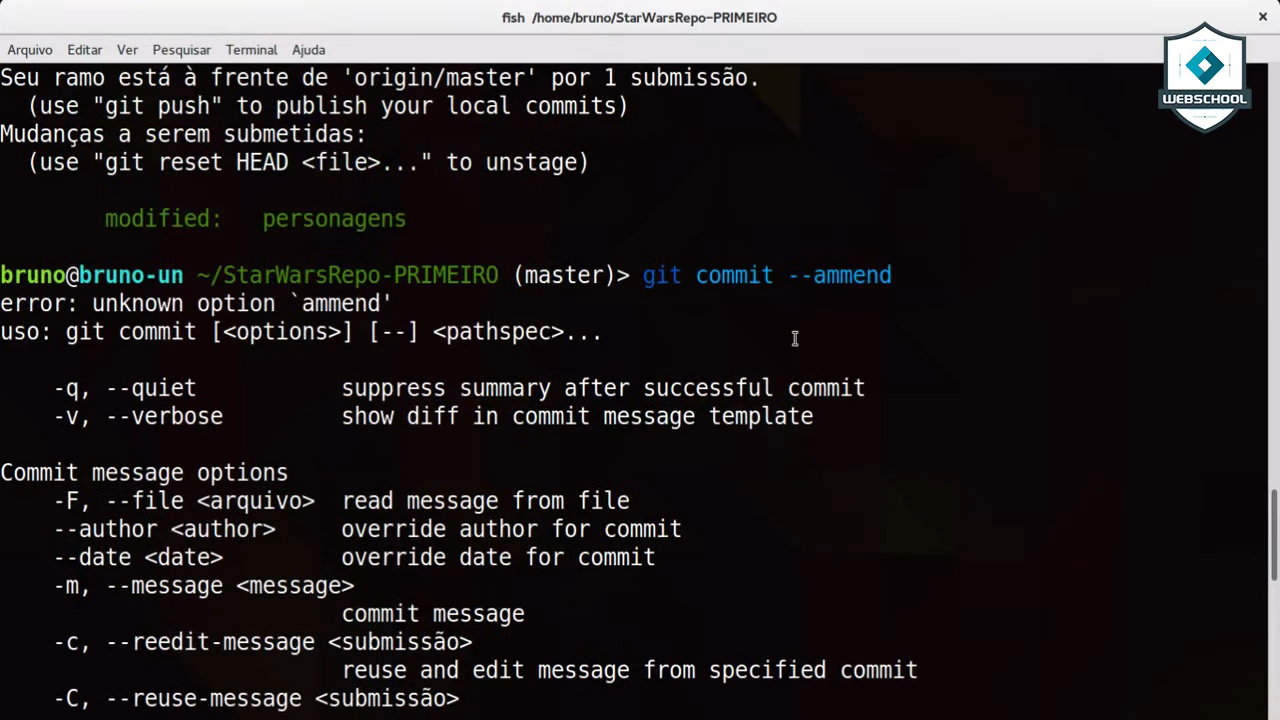 fish /home/bruno/StarWarsRepo-PRIMEIRO
Arquivo Editar Ver Pesquisar Terminal Ajuda
WEBSCHOOL
Seu ramo está à frente de 'origin/master' por 1 submissão.
  (use "git push" to publish your local commits)
Mudanças a serem submetidas:
  (use "git reset HEAD <file>..." to unstage)
        modified:   personagens
bruno@bruno-un ~/StarWarsRepo-PRIMEIRO (master)> git commit --ammend
error: unknown option `ammend'
uso: git commit [<options>] [--] <pathspec>...
    -q, --quiet           suppress summary after successful commit
    -v, --verbose         show diff in commit message template
Commit message options
    -F, --file <arquivo>  read message from file
    --author <author>     override author for commit
    --date <date>         override date for commit
    -m, --message <message>
                          commit message
    -c, --reedit-message <submissão>
                          reuse and edit message from specified commit
    -C, --reuse-message <submissão>